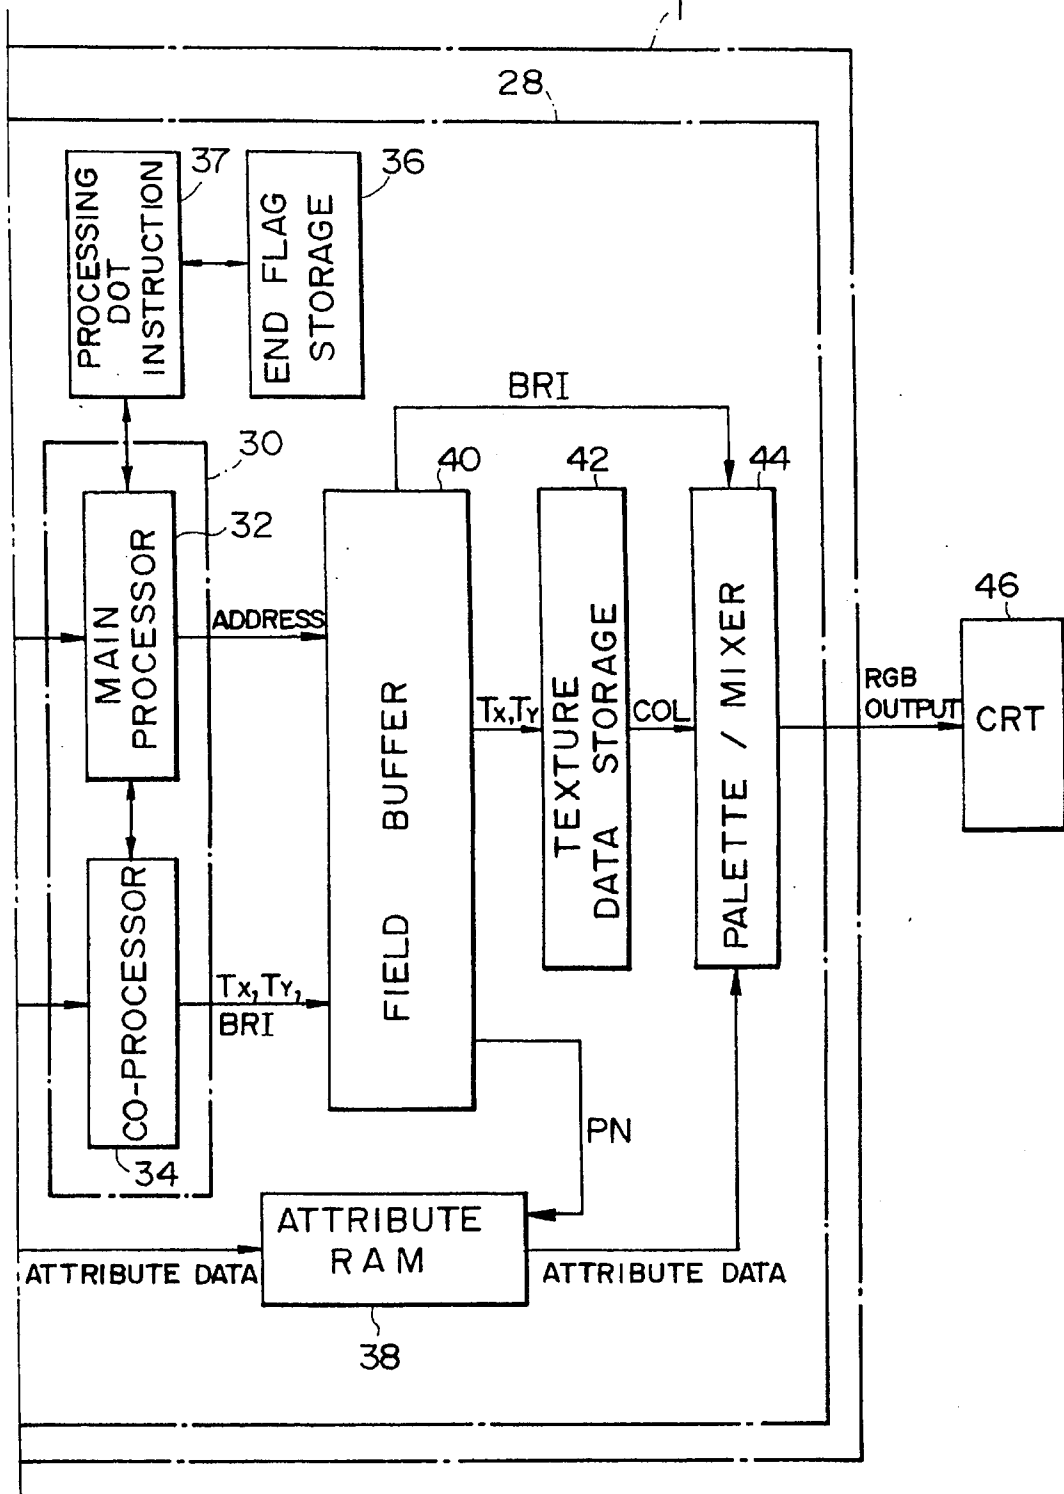 1
28
37
36
PROCESSING
DOT
INSTRUCTION
END FLAG
STORAGE
BRI
30
40
42
44
32
MAIN
PROCESSOR
ADDRESS
FIELD BUFFER
Tx,Ty
TEXTURE
DATA STORAGE
COL
PALETTE / MIXER
RGB
OUTPUT
46
CRT
CO-PROCESSOR
Tx,Ty,
BRI
34
PN
ATTRIBUTE
RAM
ATTRIBUTE DATA
ATTRIBUTE DATA
38